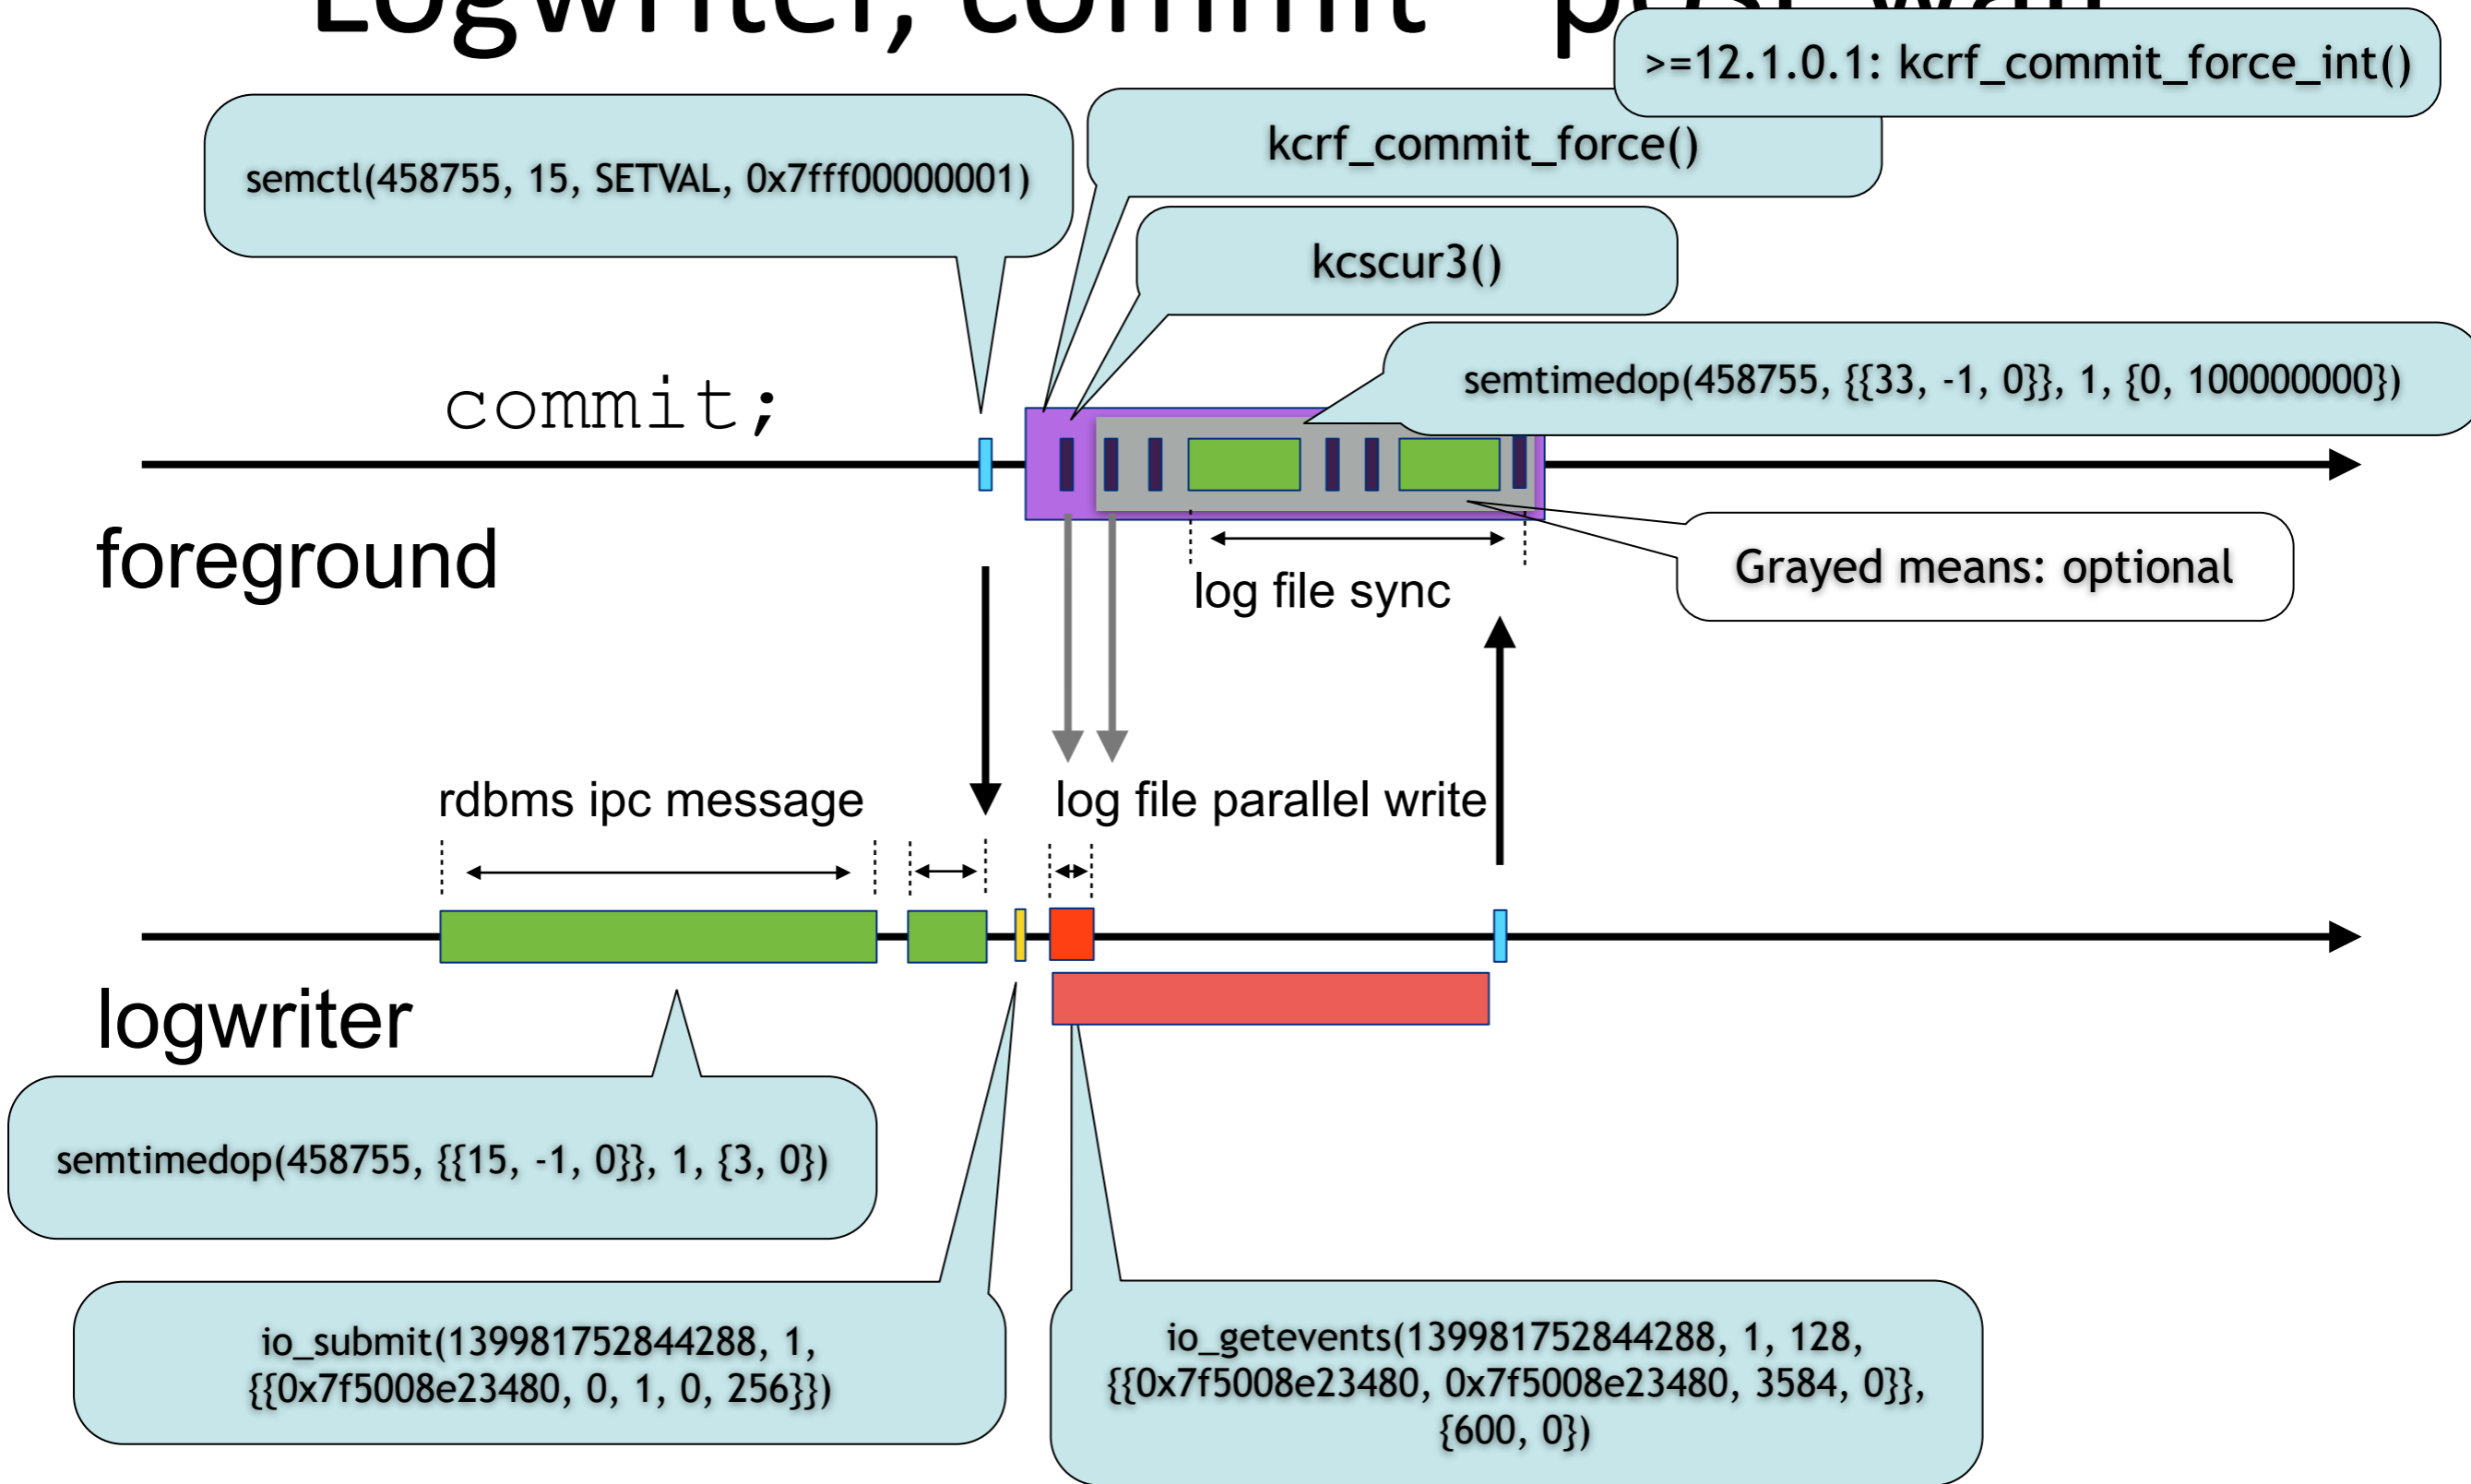 Logwriter, commit
>=12.1.0.1: kcrf_commit_force_int()
kcrf_commit_force()
semctl(458755, 15, SETVAL, 0x7fff00000001)
kcscur3()
semtimedop(458755, {{33, -1, 0}}, 1, {0, 100000000})
commit;
foreground
Grayed means: optional
log file sync
rdbms ipc message
log file parallel write
logwriter
semtimedop(458755, {{15, -1, 0}}, 1, {3, 0})
io_submit(139981752844288, 1,
{{0x7f5008e23480, 0, 1, 0, 256}})
io_getevents(139981752844288, 1, 128,
{{0x7f5008e23480, 0x7f5008e23480, 3584, 0}},
{600, 0})